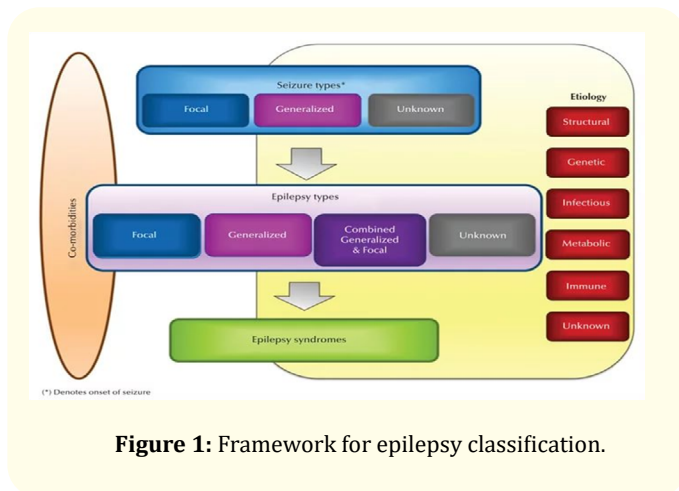 Seizure types*
Focal
Generalized
Unknown
Epilepsy types
Focal
Generalized
Combined
Generalized
& Focal
Unknown
Epilepsy syndromes
Co-morbidities
Etiology
Structural
Genetic
Infectious
Metabolic
Immune
Unknown
(*) Denotes onset of seizure
Figure 1: Framework for epilepsy classification.